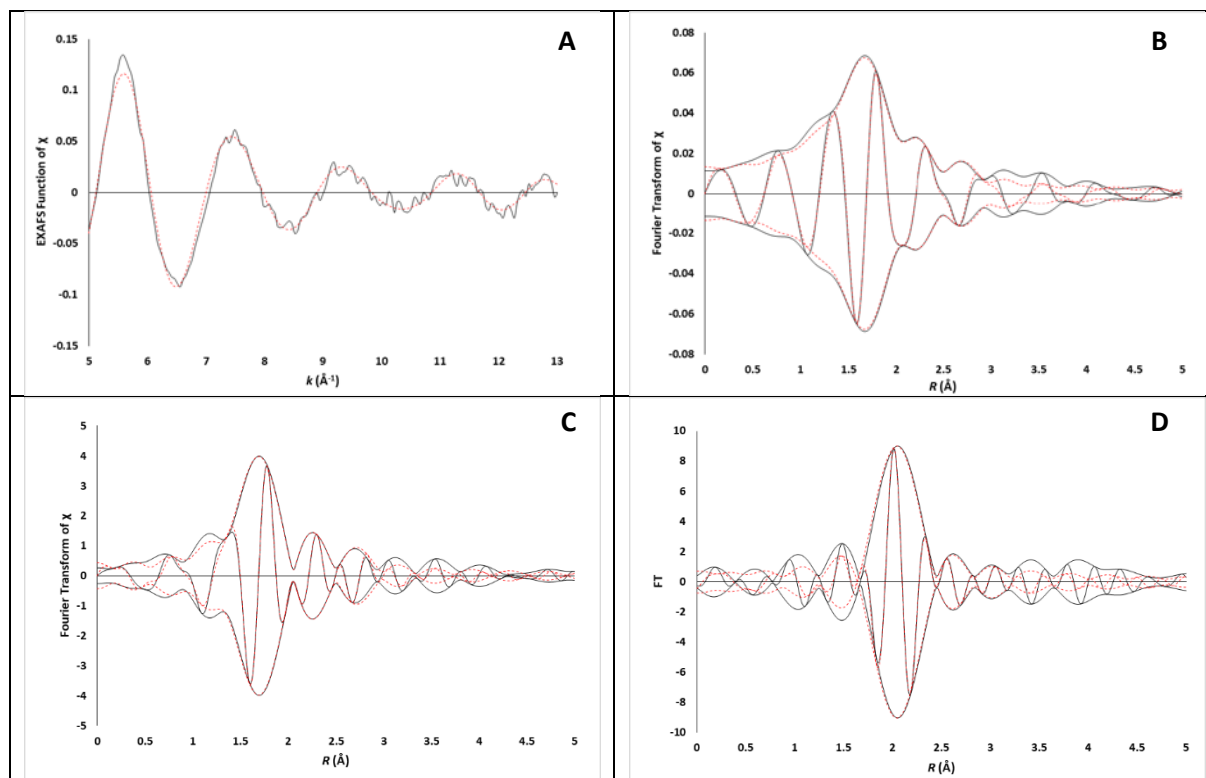 A
0.15
0.1
0.05
0
-0.05
-0.1
-0.15
EXAFS Function of χ
5 6 7 8 9 10 11 12 13
k (Å-1)
B
0.08
0.06
0.04
0.02
0
-0.02
-0.04
-0.06
-0.08
Fourier Transform of χ
0 0.5 1 1.5 2 2.5 3 3.5 4 4.5 5
R (Å)
C
5
4
3
2
1
0
-1
-2
-3
-4
-5
Fourier Transform of χ
0 0.5 1 1.5 2 2.5 3 3.5 4 4.5 5
R (Å)
D
10
8
6
4
2
0
-2
-4
-6
-8
-10
FT
0 0.5 1 1.5 2 2.5 3 3.5 4 4.5 5
R (Å)